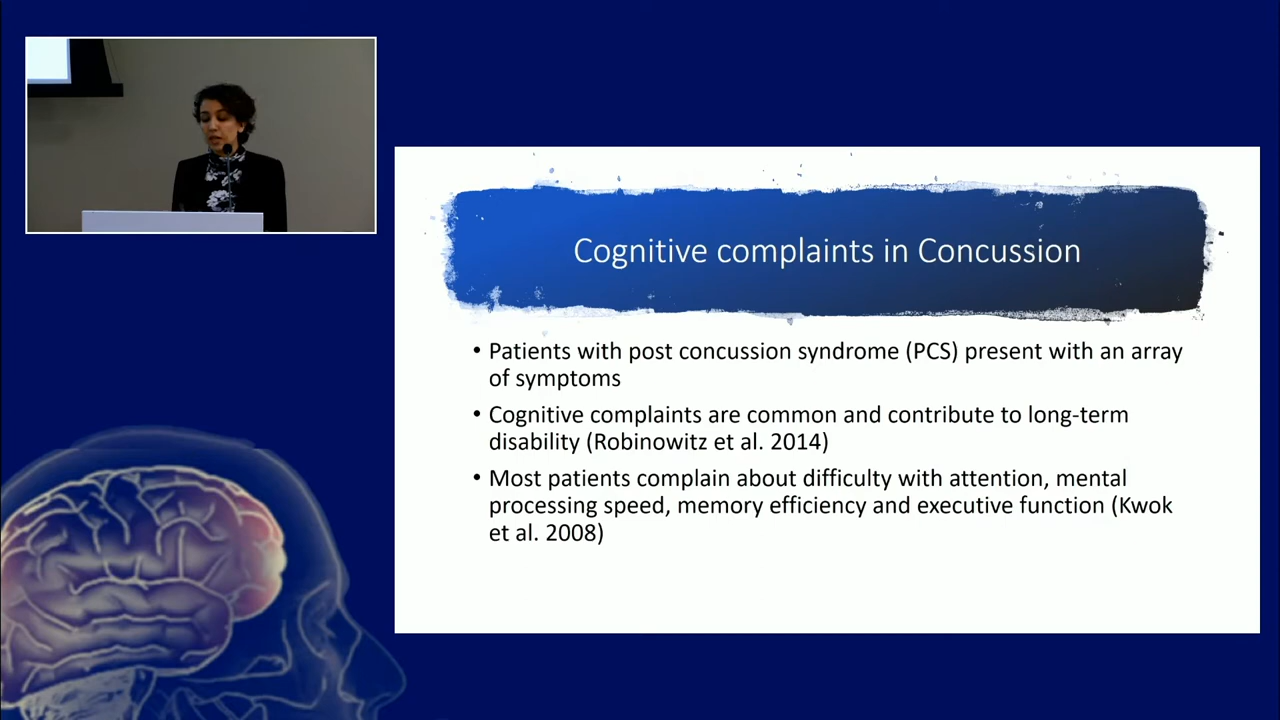 Cognitive complaints in Concussion
• Patients with post concussion syndrome (PCS) present with an array
of symptoms
• Cognitive complaints are common and contribute to long-term
disability (Robinowitz et al. 2014)
• Most patients complain about difficulty with attention, mental
processing speed, memory efficiency and executive function (Kwok
et al. 2008)